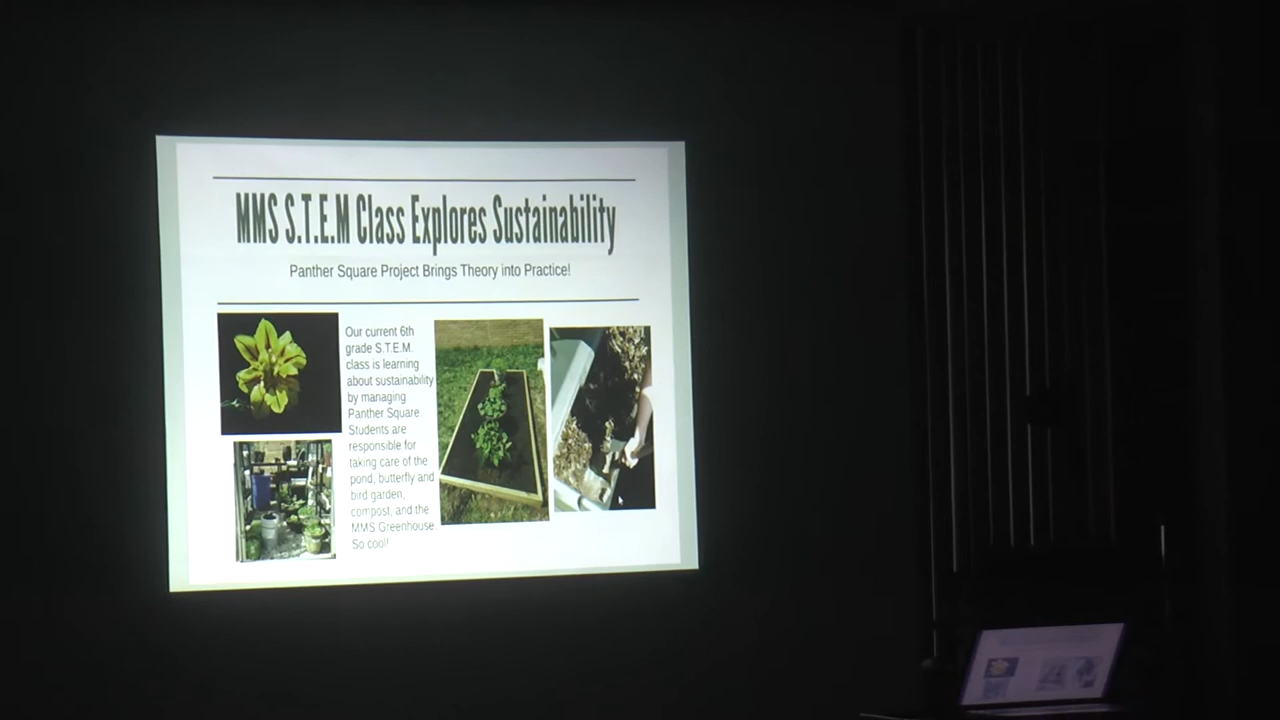 MMS S.T.E.M Class Explores Sustainability
Panther Square Project Brings Theory into Practice!
Our current 6th
grade S.T.E.M.
class is learning
about sustainability
by managing
Panther Square.
Students are
responsible for
taking care of the
pond, butterfly and
bird garden,
compost, and the
MMS Greenhouse.
So cool!